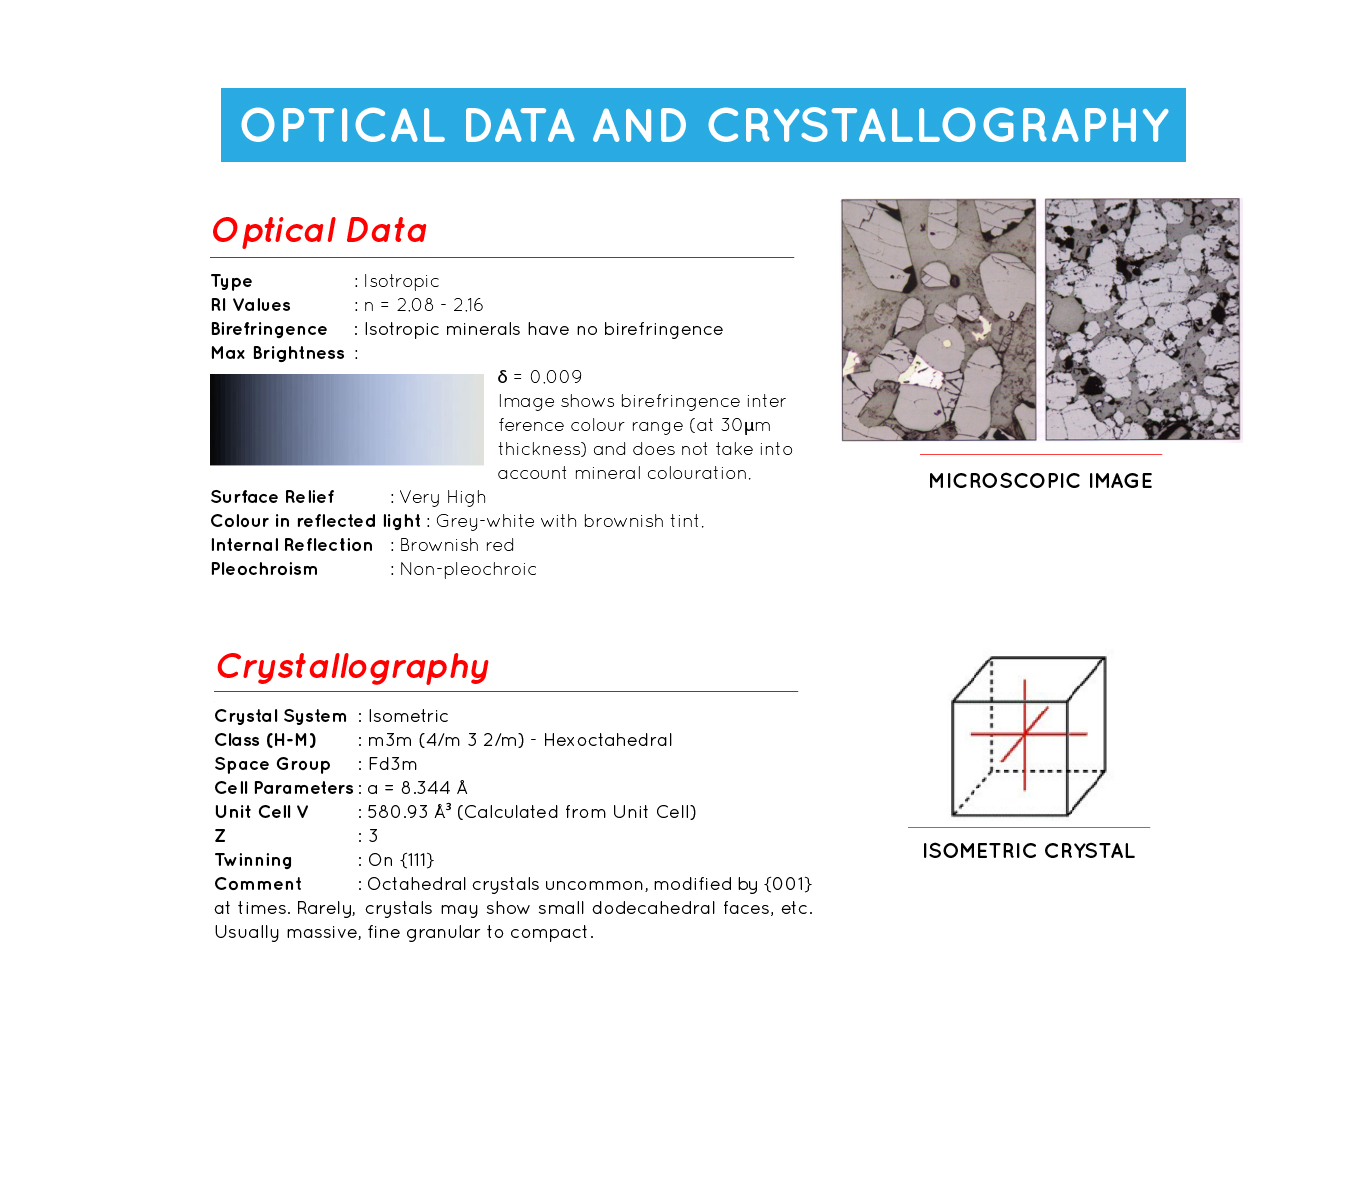 OPTICAL DATA AND CRYSTALLOGRAPHY
Optical Data
Type : Isotropic
RI Values : n = 2.08 - 2.16
Birefringence : Isotropic minerals have no birefringence
Max Brightness :
δ = 0.009
Image shows birefringence inter
ference colour range (at 30µm
thickness) and does not take into
account mineral colouration.
Surface Relief : Very High
Colour in reflected light : Grey-white with brownish tint.
Internal Reflection : Brownish red
Pleochroism : Non-pleochroic
MICROSCOPIC IMAGE
Crystallography
Crystal System : Isometric
Class (H-M) : m3m (4/m 3 2/m) - Hexoctahedral
Space Group : Fd3m
Cell Parameters : a = 8.344 Å
Unit Cell V : 580.93 Å³ (Calculated from Unit Cell)
Z : 3
Twinning : On {111}
Comment : Octahedral crystals uncommon, modified by {001}
at times. Rarely, crystals may show small dodecahedral faces, etc.
Usually massive, fine granular to compact.
ISOMETRIC CRYSTAL